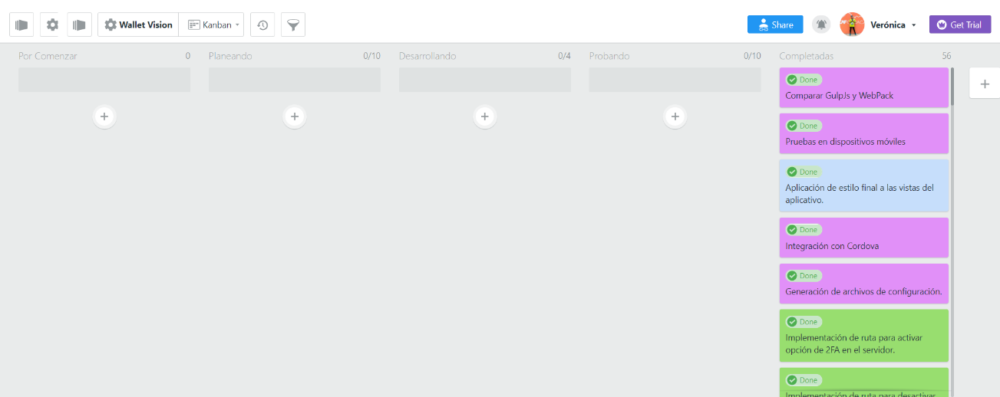 Wallet Vision
Kanban
Share
Verónica
Get Trial
Por Comenzar 0
Planeando 0/10
Desarrollando 0/4
Probando 0/10
Completadas 56
Done
Comparar GulpJs y WebPack
Done
Pruebas en dispositivos móviles
Done
Aplicación de estilo final a las vistas del
aplicativo.
Done
Integración con Cordova
Done
Generación de archivos de configuración.
Done
Implementación de ruta para activar
opción de 2FA en el servidor.
Done
Implementación de ruta para desactivar